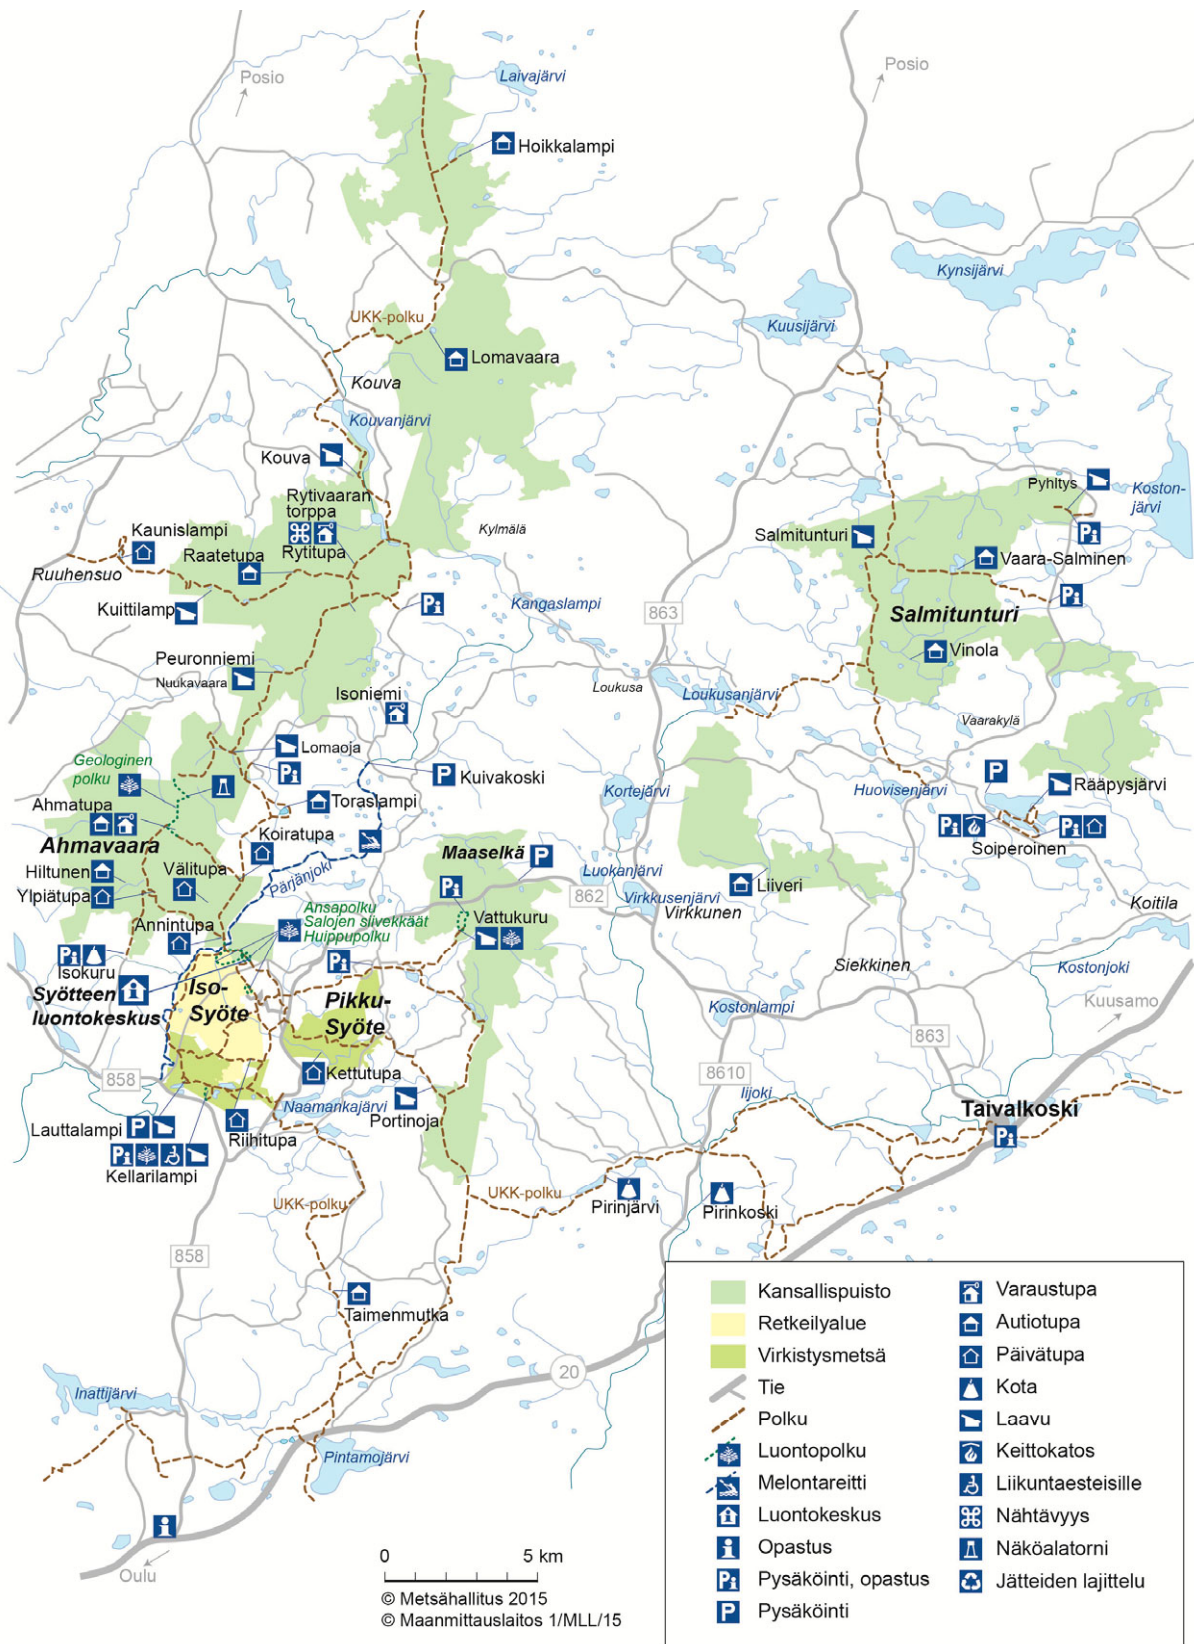 Posio
Laivajärvi
Posio
Hoikkalampi
Kynsijärvi
UKK-polku
Kuusijärvi
Lomavaara
Kouva
Kouvanjärvi
Kouva
Pyhltys
Koston-
järvi
Rytivaaran
torppa
Kaunislampi
Kylmälä
Salmitunturi
Raatetupa
Rytitupa
Vaara-Salminen
Ruuhensuo
Kuittilamp
Kangaslampi
863
Salmitunturi
Peuronniemi
Nuukavaara
Vinola
Isoniemi
Loukusa
Loukusanjärvi
Vaarakylä
Lomaoja
Geologinen
polku
Kuivakoski
Rääpysjärvi
Ahmatupa
Toraslampi
Kortejärvi
Huovisenjärvi
Ahmavaara
Koiratupa
Soiperoinen
Maaselkä
Hiltunen
Välitupa
Pärjänjoki
Luokanjärvi
Liiveri
Ylpiätupa
862
Virkkusenjärvi
Virkkunen
Koitila
Ansapolku
Salojen siivekkäät
Huippupolku
Vattukuru
Annintupa
Isokuru
Siekkinen
Kostonjoki
Syötteen
luontokeskus
Iso-
Syöte
Pikku-
Syöte
Kostonlampi
Kuusamo
863
858
Kettutupa
8610
Iijoki
Naamankajärvi
Portinoja
Taivalkoski
Lauttalampi
Riihitupa
Kellarilampi
UKK-polku
UKK-polku
Pirinjärvi
Pirinkoski
858
Taimenmutka
20
Inattijärvi
Pintamojärvi
Oulu
Kansallispuisto
Retkeilyalue
Virkistysmetsä
Tie
Polku
Luontopolku
Melontareitti
Luontokeskus
Opastus
Pysäköinti, opastus
Pysäköinti
Varaustupa
Autiotupa
Päivätupa
Kota
Laavu
Keittokatos
Liikuntaesteisille
Nähtävyys
Näköalatorni
Jätteiden lajittelu
0 5 km
© Metsähallitus 2015
© Maanmittauslaitos 1/MLL/15